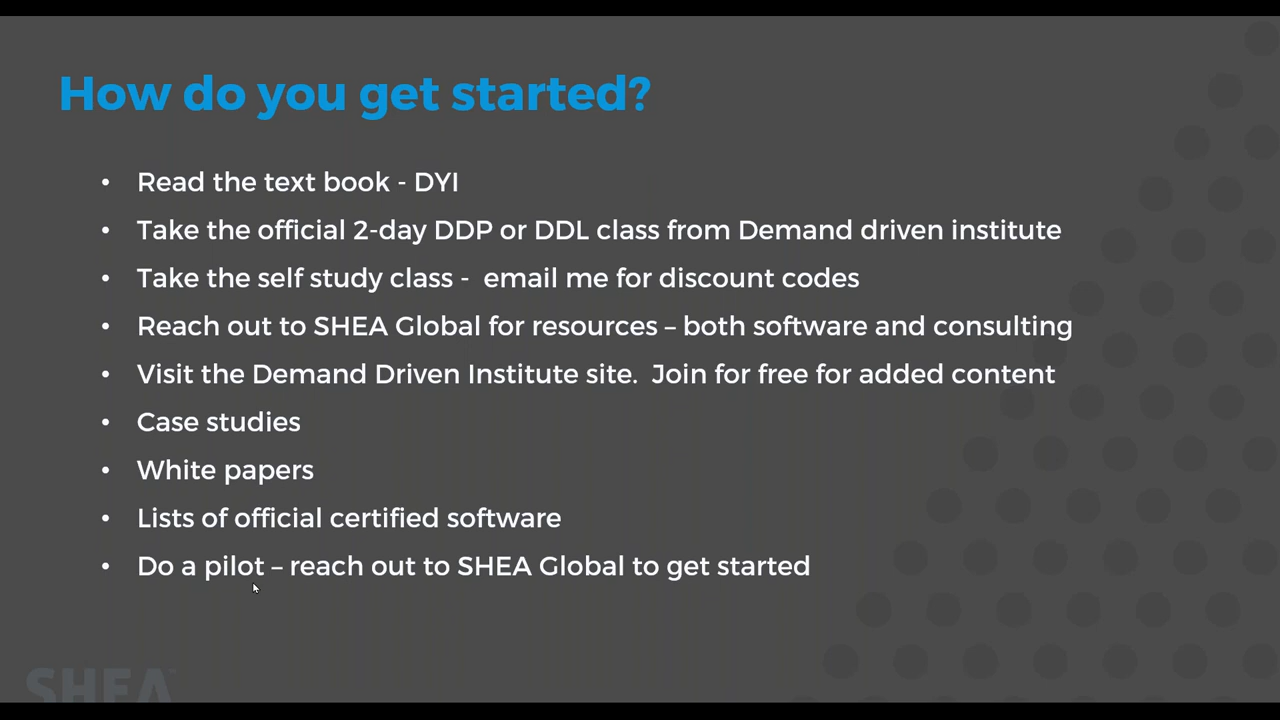 How do you get started?
• Read the text book - DYI
• Take the official 2-day DDP or DDL class from Demand driven institute
• Take the self study class -  email me for discount codes
• Reach out to SHEA Global for resources – both software and consulting
• Visit the Demand Driven Institute site.  Join for free for added content
• Case studies
• White papers
• Lists of official certified software
• Do a pilot – reach out to SHEA Global to get started
SHEA